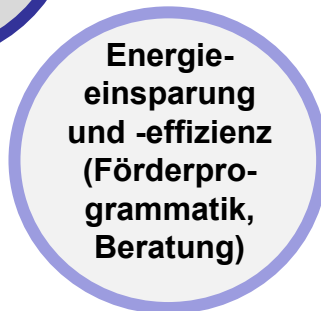 Energie-
einsparung
und -effizienz
(Förderpro-
grammatik,
Beratung)